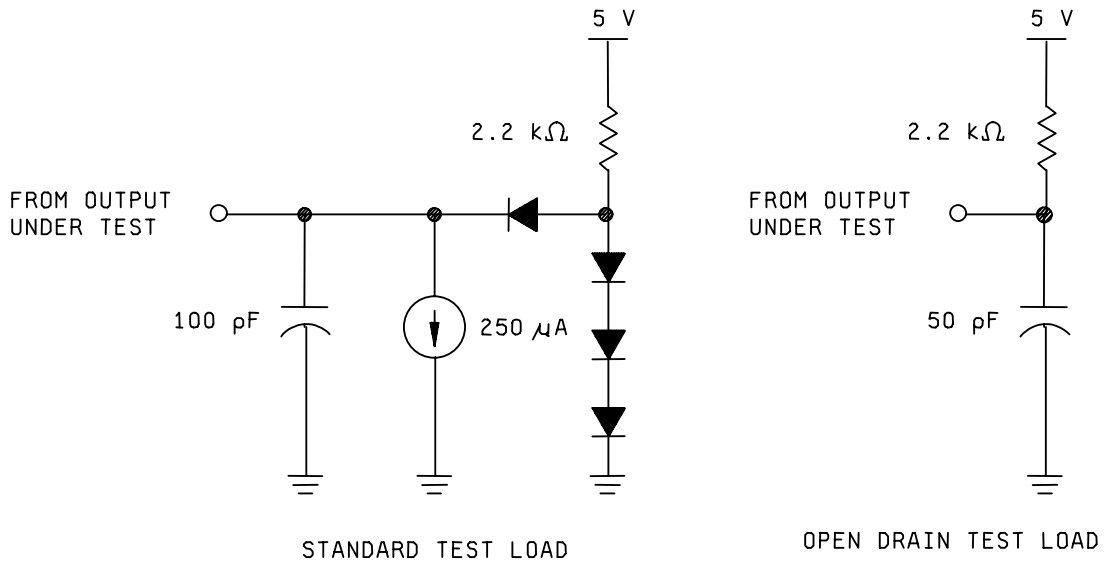 5 V
2.2 kΩ
FROM OUTPUT
UNDER TEST
100 pF
250 μA
STANDARD TEST LOAD
5 V
2.2 kΩ
FROM OUTPUT
UNDER TEST
50 pF
OPEN DRAIN TEST LOAD